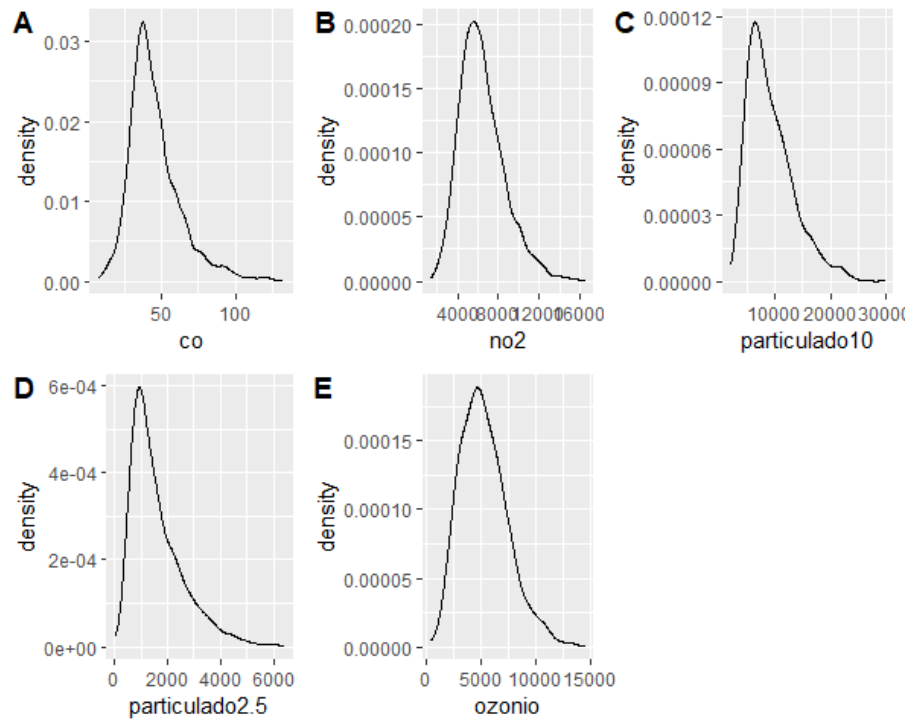 A
density
0.03
0.02
0.01
0.00
50 100
co
B
density
0.00020
0.00015
0.00010
0.00005
0.00000
4000 8000 12000 16000
no2
C
density
0.00012
0.00009
0.00006
0.00003
0.00000
10000 20000 30000
particulado10
D
density
6e-04
4e-04
2e-04
0e+00
0 2000 4000 6000
particulado2.5
E
density
0.00015
0.00010
0.00005
0.00000
0 5000 10000 15000
ozonio